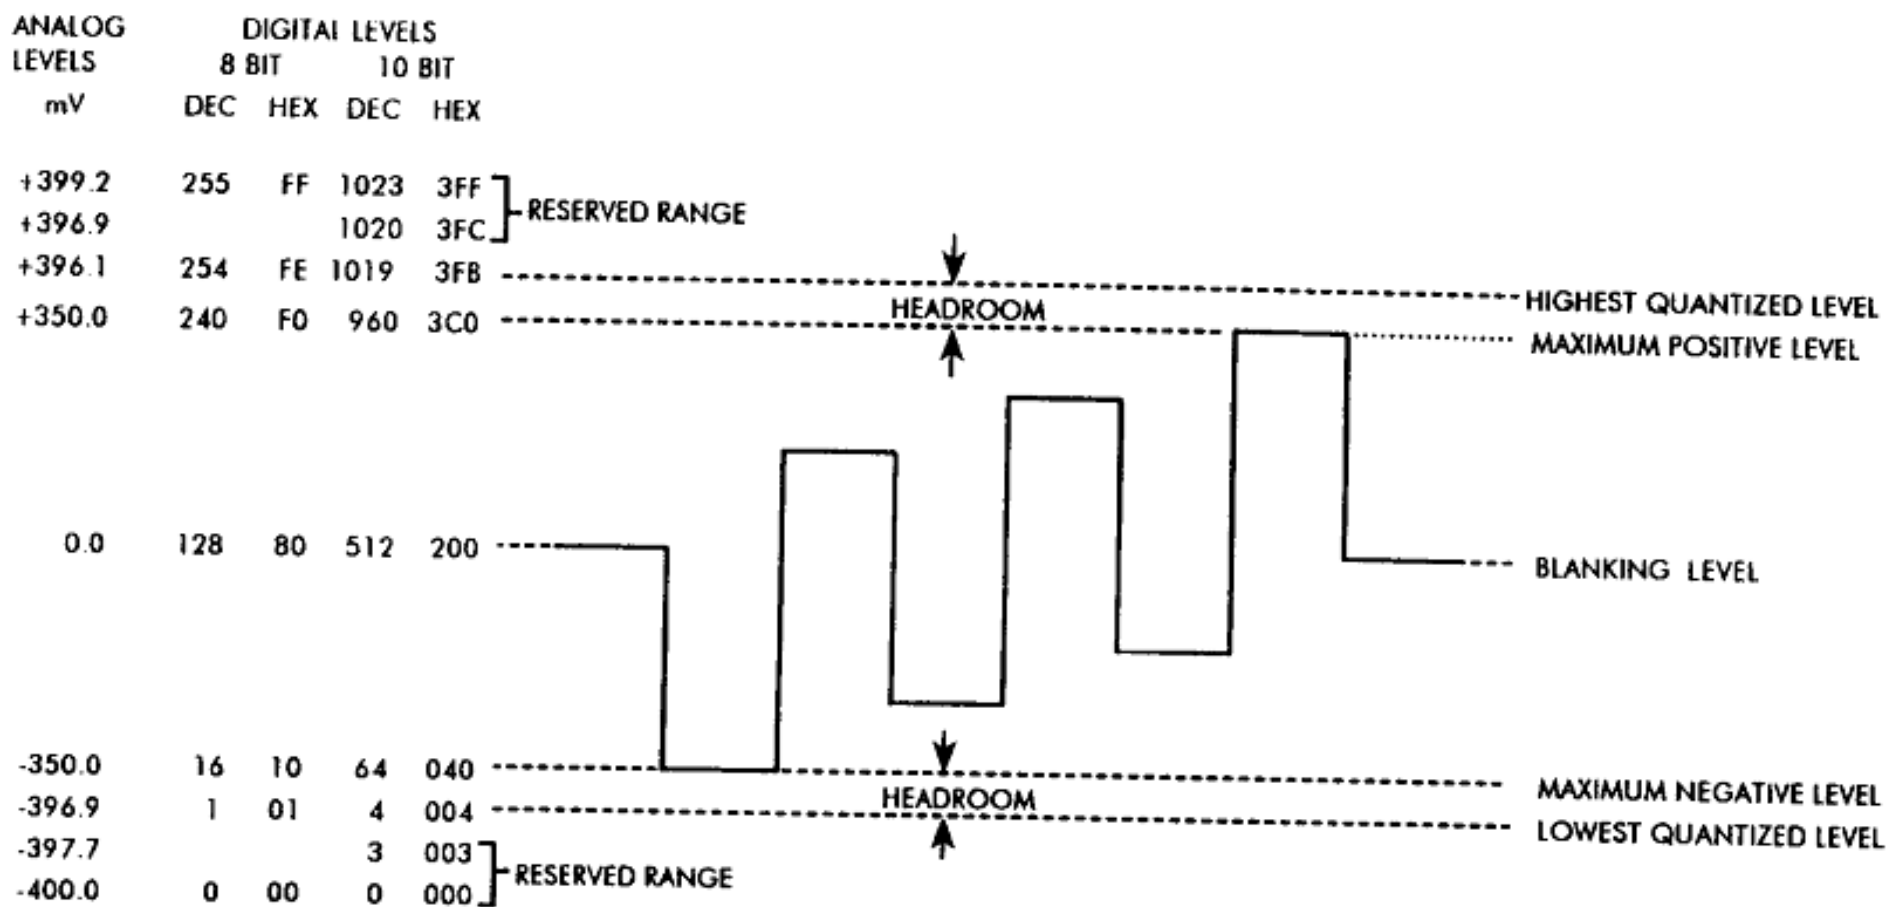 ANALOG DIGITAL LEVELS
LEVELS 8 BIT 10 BIT
mV DEC HEX DEC HEX
+399.2 255 FF 1023 3FF
RESERVED RANGE
+396.9 1020 3FC
+396.1 254 FE 1019 3FB
HIGHEST QUANTIZED LEVEL
HEADROOM
+350.0 240 F0 960 3C0
MAXIMUM POSITIVE LEVEL
0.0 128 80 512 200
BLANKING LEVEL
-350.0 16 10 64 040
MAXIMUM NEGATIVE LEVEL
HEADROOM
-396.9 1 01 4 004
LOWEST QUANTIZED LEVEL
-397.7 3 003
RESERVED RANGE
-400.0 0 00 0 000